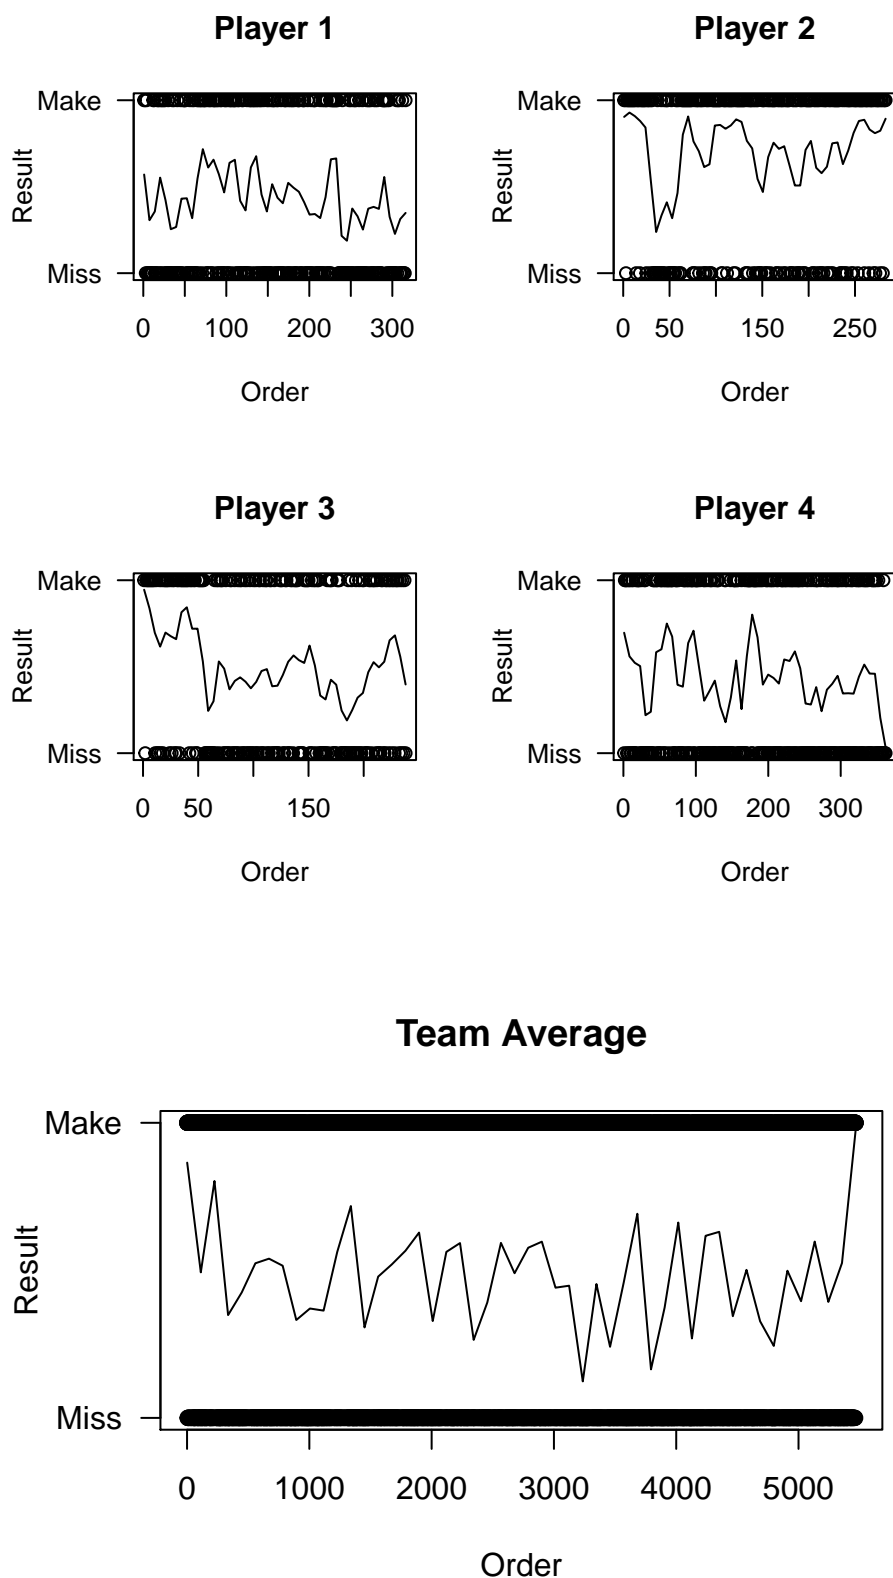 Player 1
Make
Miss
Result
0 100 200 300
Order
Player 2
Make
Miss
Result
0 50 150 250
Order
Player 3
Make
Miss
Result
0 50 150
Order
Player 4
Make
Miss
Result
0 100 200 300
Order
Team Average
Make
Miss
Result
0 1000 2000 3000 4000 5000
Order